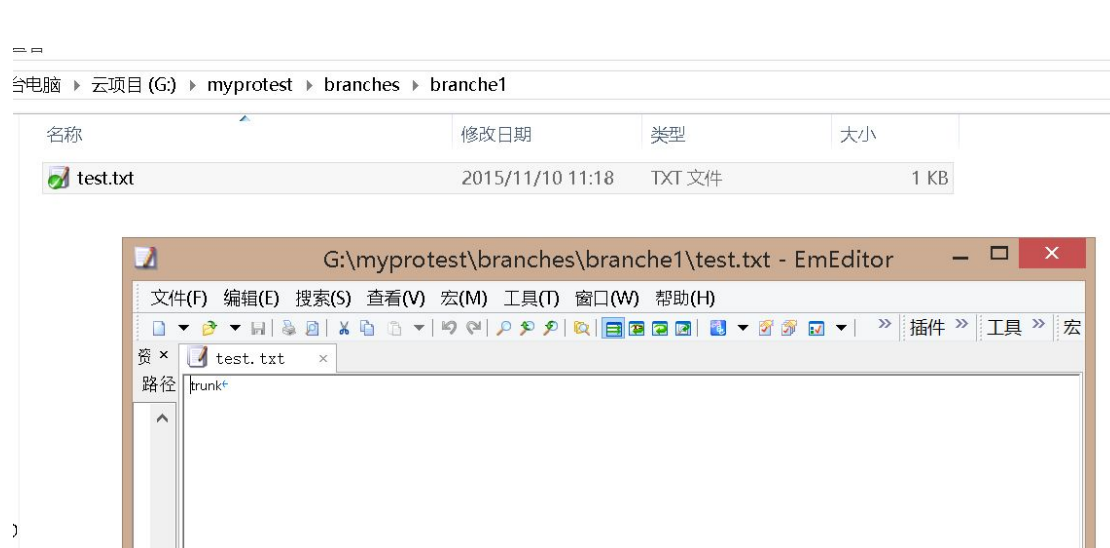 台电脑 ▸ 云项目 (G:) ▸ myprotest ▸ branches ▸ branche1
名称 修改日期 类型 大小
test.txt 2015/11/10 11:18 TXT 文件 1 KB
G:\myprotest\branches\branche1\test.txt - EmEditor
文件(F) 编辑(E) 搜索(S) 查看(V) 宏(M) 工具(T) 窗口(W) 帮助(H)
插件 » 工具 » 宏
资 × test.txt ×
路径 trunk